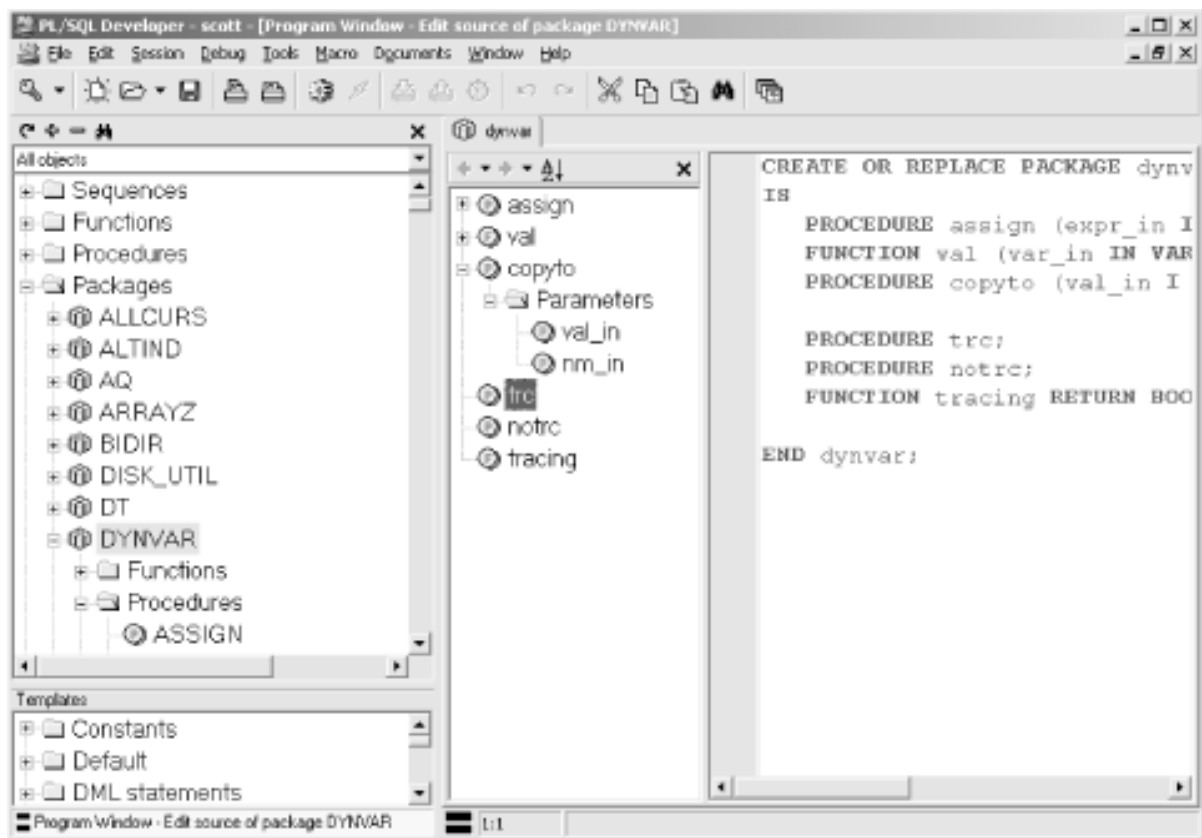 PL/SQL Developer - scott - [Program Window - Edit source of package DYNVAR]
File Edit Session Debug Tools Macro Documents Window Help
All objects
Sequences
Functions
Procedures
Packages
ALLCURS
ALTIND
AQ
ARRAYZ
BIDIR
DISK_UTIL
DT
DYNVAR
Functions
Procedures
ASSIGN
Templates
Constants
Default
DML statements
Program Window - Edit source of package DYNVAR
dynvar
assign
val
copyto
Parameters
val_in
nm_in
trc
notrc
tracing
CREATE OR REPLACE PACKAGE dynv
IS
PROCEDURE assign (expr_in I
FUNCTION val (var_in IN VAR
PROCEDURE copyto (val_in I
PROCEDURE trc;
PROCEDURE notrc;
FUNCTION tracing RETURN BOO
END dynvar;
1:1